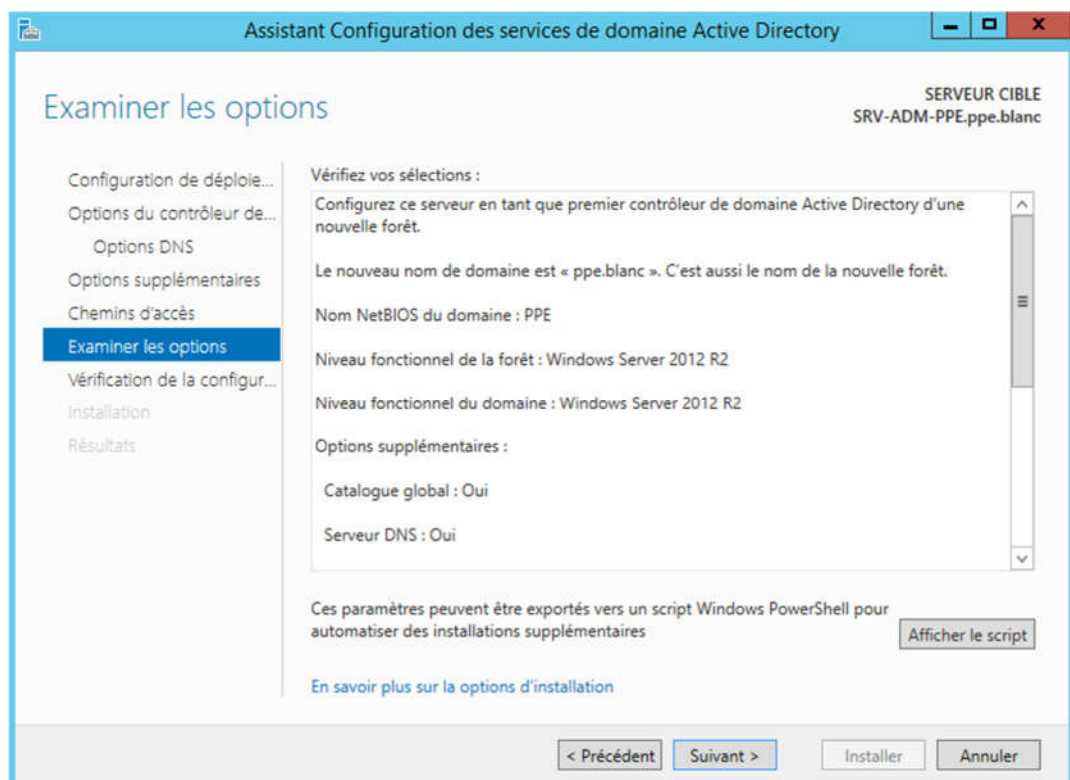 Assistant Configuration des services de domaine Active Directory
Examiner les options
SERVEUR CIBLE
SRV-ADM-PPE.ppe.blanc
Configuration de déploie...
Options du contrôleur de...
Options DNS
Options supplémentaires
Chemins d'accès
Examiner les options
Vérification de la configur...
Installation
Résultats
Vérifiez vos sélections :
Configurez ce serveur en tant que premier contrôleur de domaine Active Directory d'une
nouvelle forêt.
Le nouveau nom de domaine est « ppe.blanc ». C'est aussi le nom de la nouvelle forêt.
Nom NetBIOS du domaine : PPE
Niveau fonctionnel de la forêt : Windows Server 2012 R2
Niveau fonctionnel du domaine : Windows Server 2012 R2
Options supplémentaires :
Catalogue global : Oui
Serveur DNS : Oui
Ces paramètres peuvent être exportés vers un script Windows PowerShell pour
automatiser des installations supplémentaires
Afficher le script
En savoir plus sur la options d'installation
< Précédent
Suivant >
Installer
Annuler